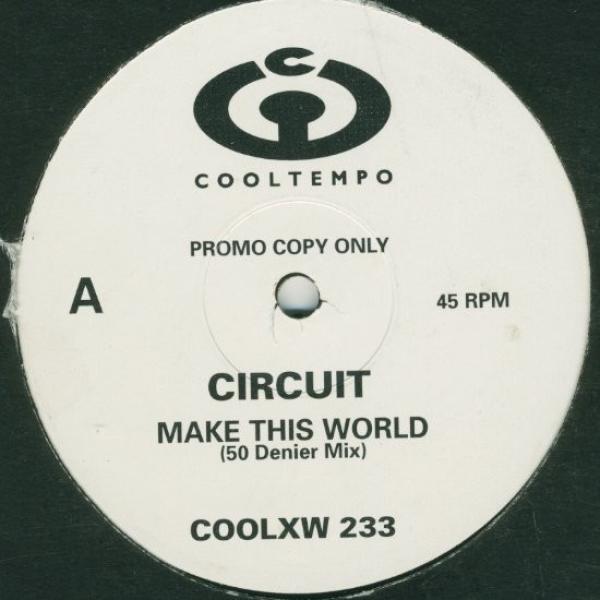 C
COOLTEMPO
PROMO COPY ONLY
A
45 RPM
CIRCUIT
MAKE THIS WORLD
(50 Denier Mix)
COOLXW 233